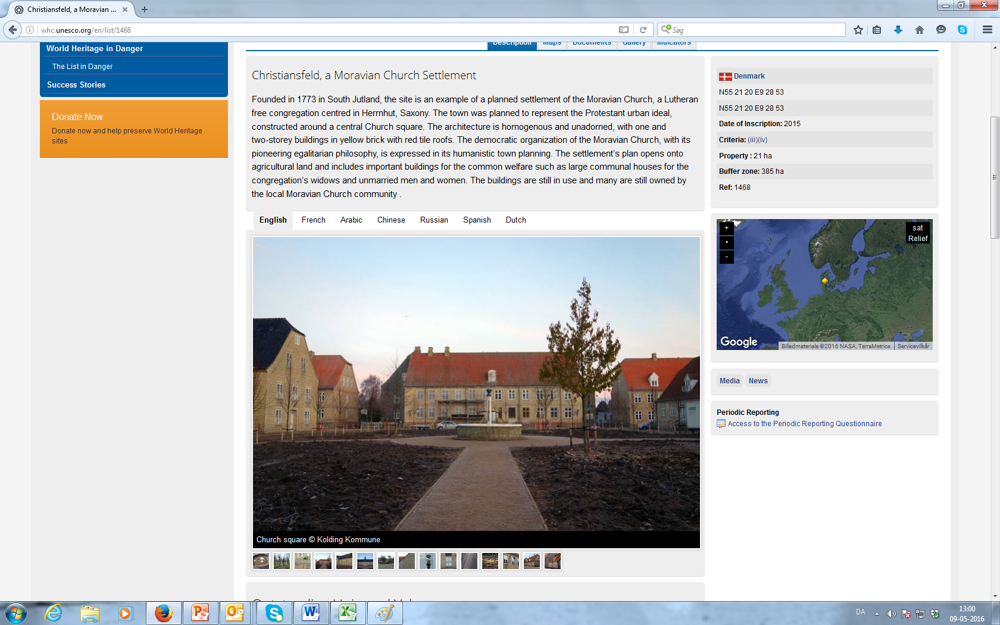 Christiansfeld, a Moravian ...
whc.unesco.org/en/list/1468
Søg
World Heritage in Danger
The List in Danger
Success Stories
Donate Now
Donate now and help preserve World Heritage
sites
Description
Maps
Documents
Gallery
Indicators
Christiansfeld, a Moravian Church Settlement
Founded in 1773 in South Jutland, the site is an example of a planned settlement of the Moravian Church, a Lutheran
free congregation centred in Herrnhut, Saxony. The town was planned to represent the Protestant urban ideal,
constructed around a central Church square. The architecture is homogenous and unadorned, with one and
two-storey buildings in yellow brick with red tile roofs. The democratic organization of the Moravian Church, with its
pioneering egalitarian philosophy, is expressed in its humanistic town planning. The settlement's plan opens onto
agricultural land and includes important buildings for the common welfare such as large communal houses for the
congregation's widows and unmarried men and women. The buildings are still in use and many are still owned by
the local Moravian Church community .
English French Arabic Chinese Russian Spanish Dutch
Church square © Kolding Kommune
Denmark
N55 21 20 E9 28 53
N55 21 20 E9 28 53
Date of Inscription: 2015
Criteria: (iii)(iv)
Property : 21 ha
Buffer zone: 385 ha
Ref: 1468
+
-
sat
Relief
Google
Billedmateriale ©2016 NASA, TerraMetrics
Servicevilkår
Media News
Periodic Reporting
Access to the Periodic Reporting Questionnaire
DA
13:00
09-05-2016